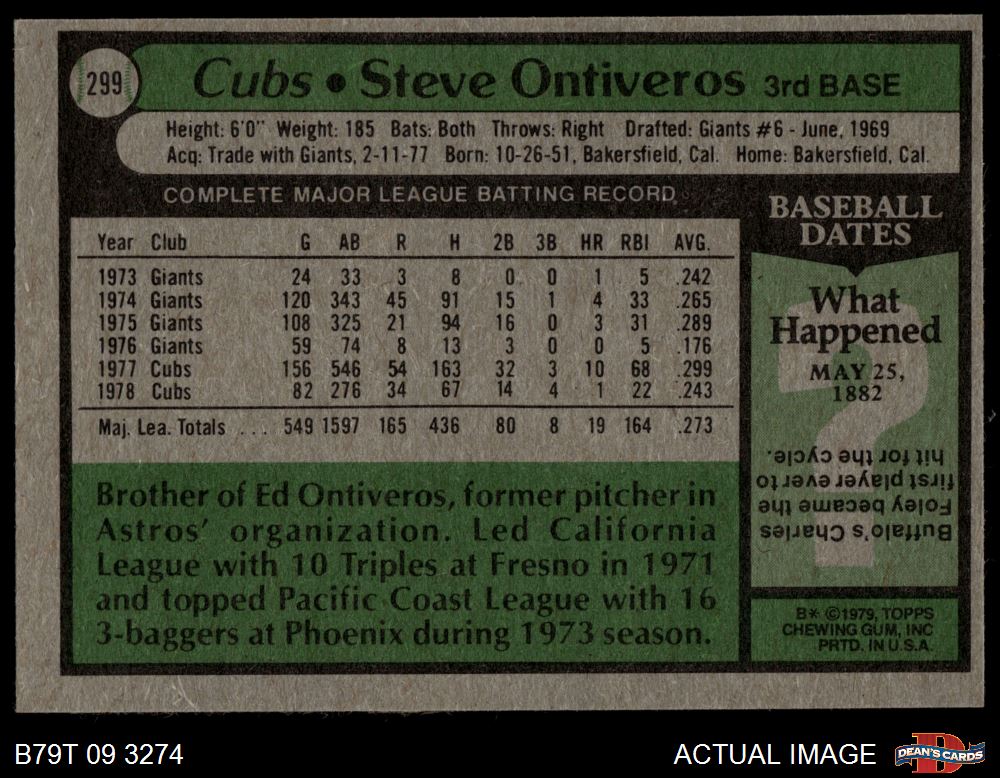 299
Cubs • Steve Ontiveros 3rd BASE
Height: 6'0" Weight: 185 Bats: Both Throws: Right Drafted: Giants #6 - June, 1969
Acq: Trade with Giants, 2-11-77 Born: 10-26-51, Bakersfield, Cal. Home: Bakersfield, Cal.
COMPLETE MAJOR LEAGUE BATTING RECORD
Year Club G AB R H 2B 3B HR RBI AVG.
1973 Giants 24 33 3 8 0 0 1 5 .242
1974 Giants 120 343 45 91 15 1 4 33 .265
1975 Giants 108 325 21 94 16 0 3 31 .289
1976 Giants 59 74 8 13 3 0 0 5 .176
1977 Cubs 156 546 54 163 32 3 10 68 .299
1978 Cubs 82 276 34 67 14 4 1 22 .243
Maj. Lea. Totals ... 549 1597 165 436 80 8 19 164 .273
Brother of Ed Ontiveros, former pitcher in
Astros' organization. Led California
League with 10 Triples at Fresno in 1971
and topped Pacific Coast League with 16
3-baggers at Phoenix during 1973 season.
BASEBALL
DATES
What
Happened
MAY 25,
1882
?
Buffalo's Charles
Foley became the
first player ever to
hit for the cycle.
B* ©1979, TOPPS
CHEWING GUM, INC
PRTD. IN U.S.A.
B79T 09 3274
ACTUAL IMAGE
DEAN'S CARDS